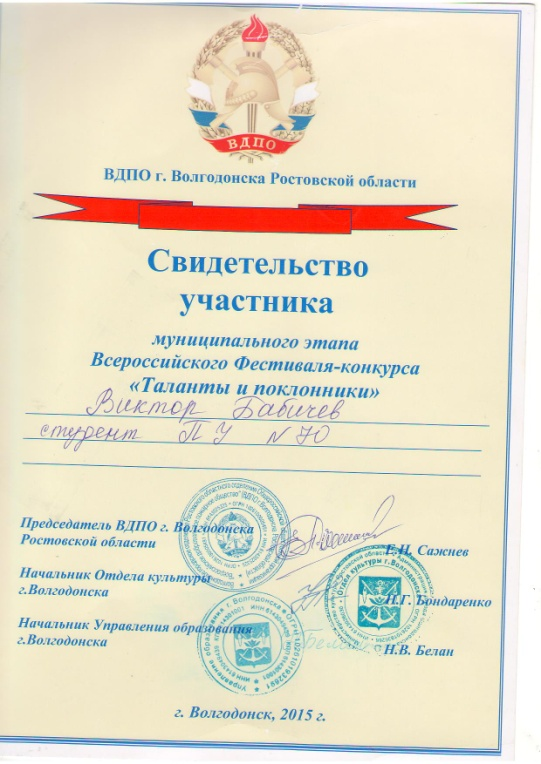 ВДПО
ВДПО г. Волгодонска Ростовской области
Свидетельство
участника
муниципального этапа
Всероссийского Фестиваля-конкурса
«Таланты и поклонники»
Виктор Бабичев
студент ПУ №70
Председатель ВДПО г. Волгодонска
Ростовской области
Сажнев
Начальник Отдела культуры
г.Волгодонска
Н.Г. Бондаренко
Начальник Управления образования
г.Волгодонска
Н.В. Белан
г. Волгодонск, 2015 г.